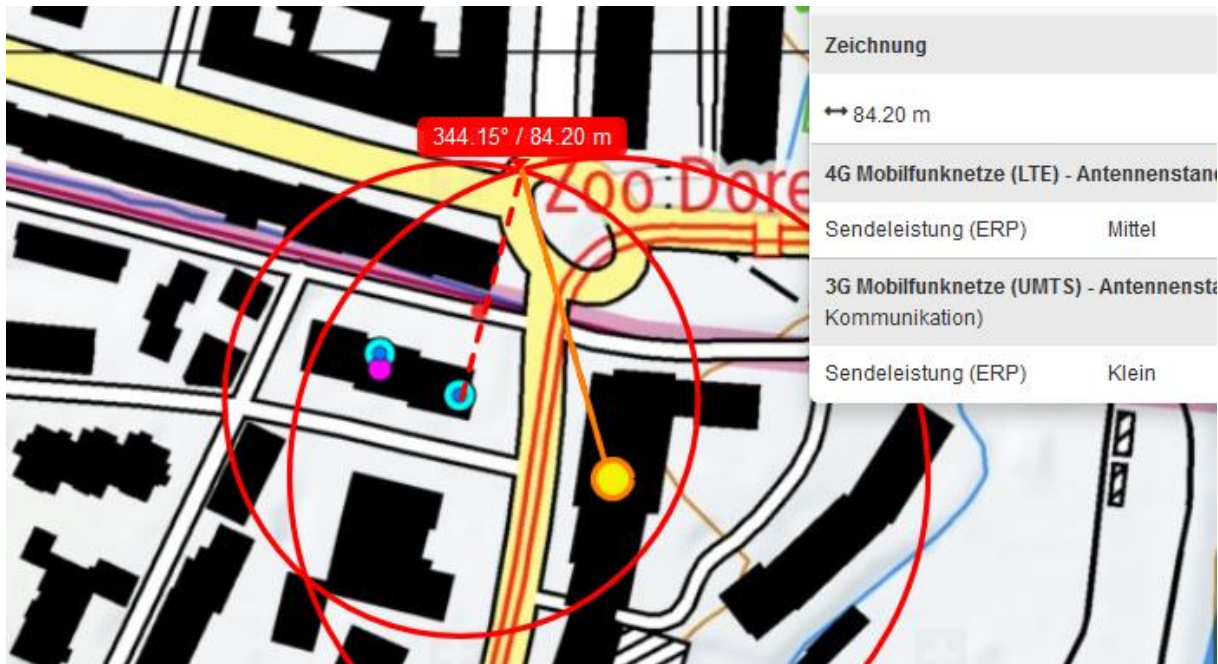 344.15° / 84.20 m
Zoo Dore
Zeichnung
↔ 84.20 m
4G Mobilfunknetze (LTE) - Antennenstand
Sendeleistung (ERP) Mittel
3G Mobilfunknetze (UMTS) - Antennensta
Kommunikation)
Sendeleistung (ERP) Klein